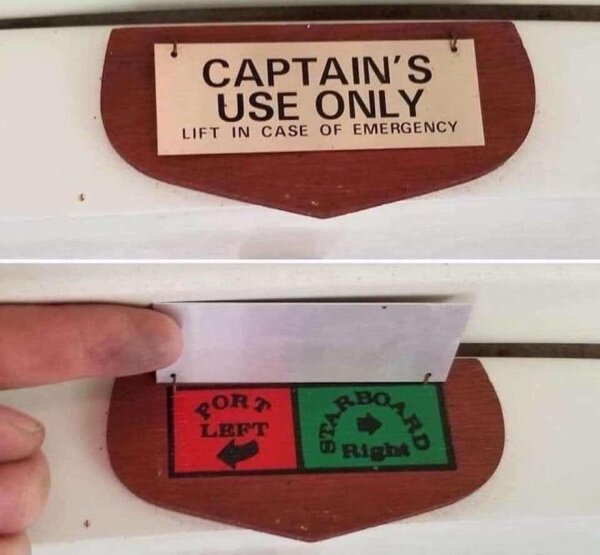 CAPTAIN'S
USE ONLY
LIFT IN CASE OF EMERGENCY
PORT
LEFT
STARBOARD
Right